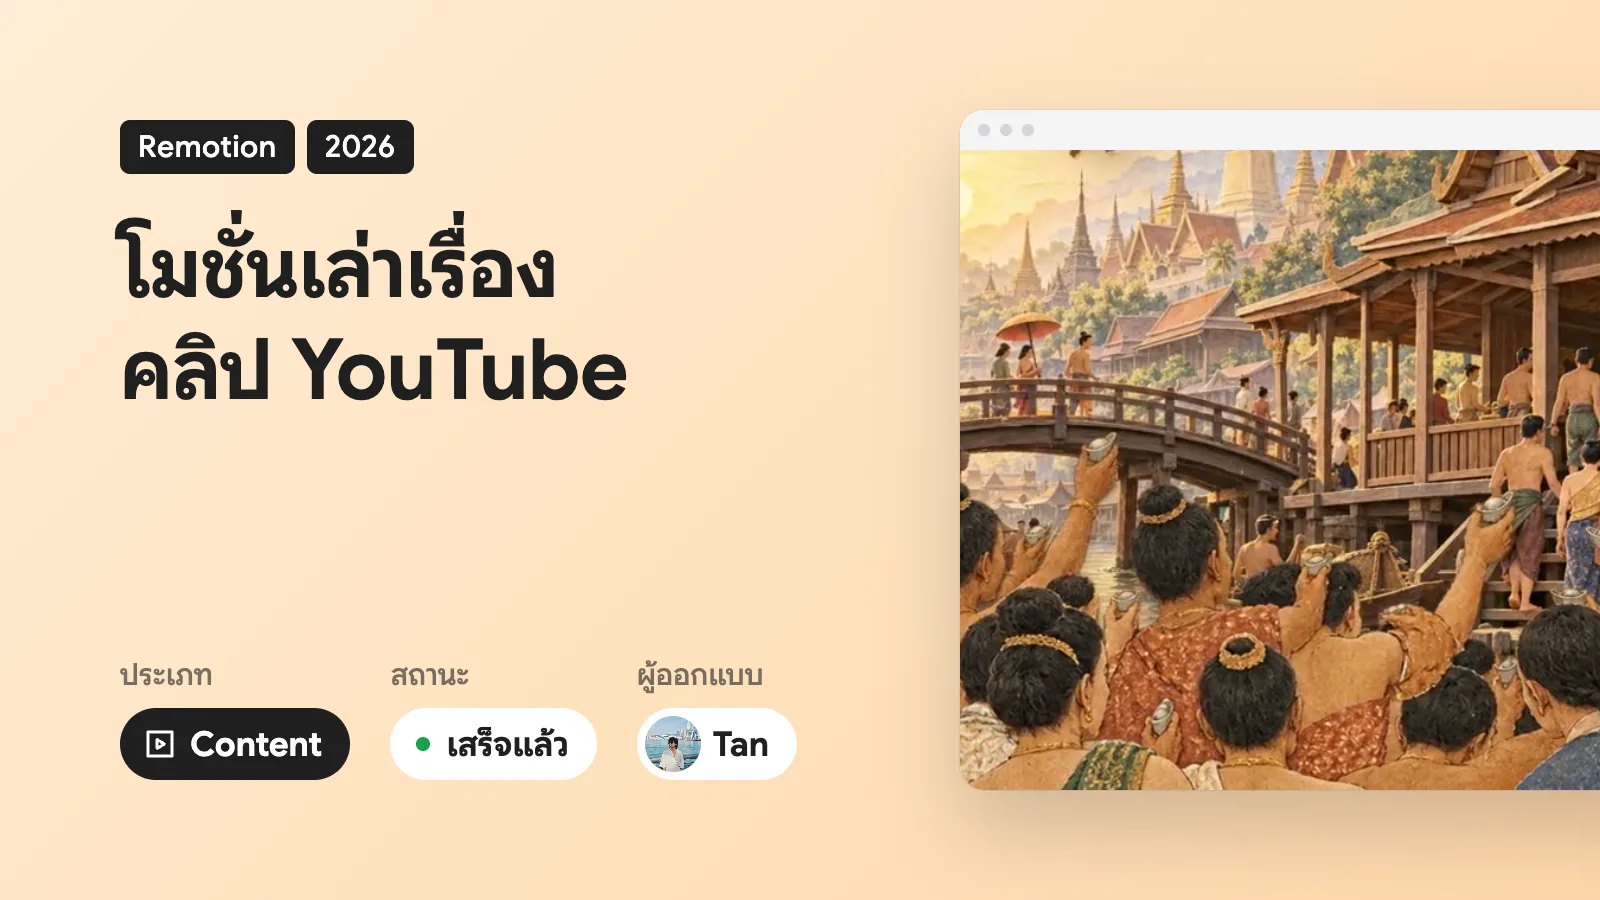 Remotion 2026
โมชั่นเล่าเรื่อง
คลิป YouTube
ประเภท สถานะ ผู้ออกแบบ
Content เสร็จแล้ว Tan